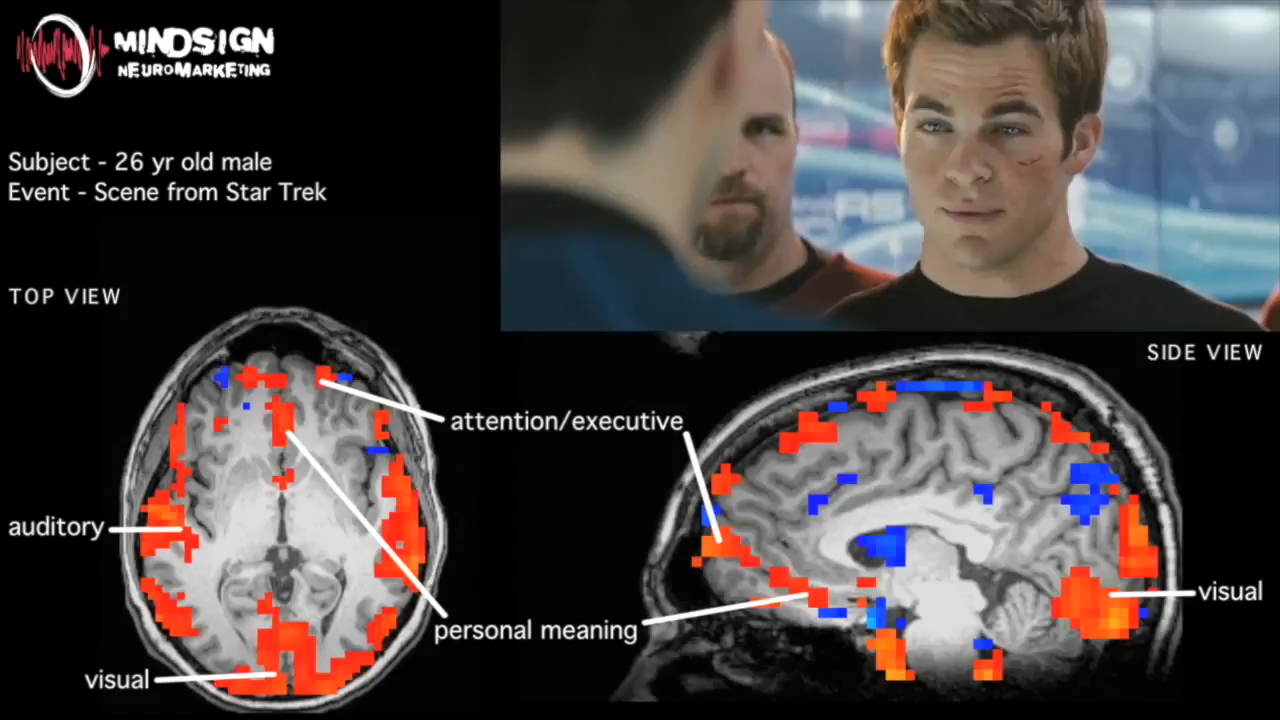 MINDSIGN
NEUROMARKETING
Subject - 26 yr old male
Event - Scene from Star Trek
TOP VIEW
SIDE VIEW
attention/executive
auditory
visual
personal meaning
visual